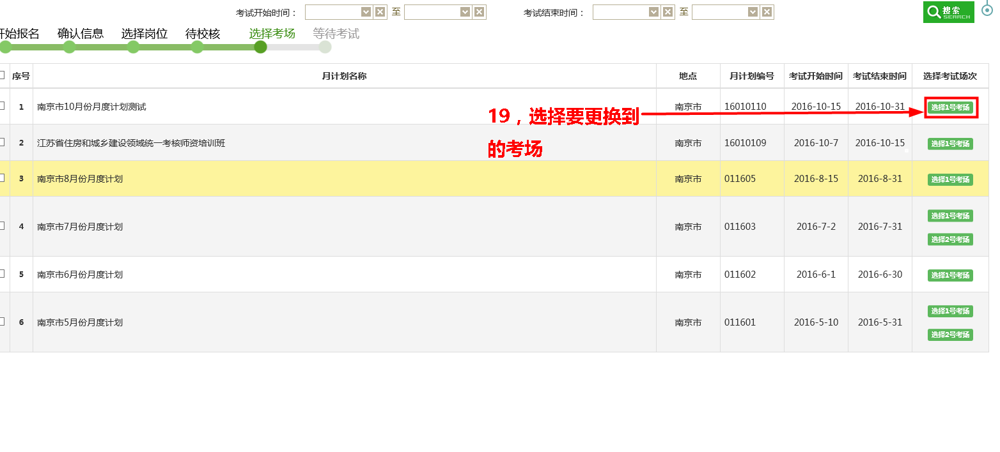 考试开始时间： 至 考试结束时间： 至 搜索 SEARCH
开始报名 确认信息 选择岗位 待校核 选择考场 等待考试
序号 月计划名称 地点 月计划编号 考试开始时间 考试结束时间 选择考试场次
1 南京市10月份月度计划测试 南京市 16010110 2016-10-15 2016-10-31 选择1号考场
19，选择要更换到
的考场
2 江苏省住房和城乡建设领域统一考核师资培训班 南京市 16010109 2016-10-7 2016-10-15 选择1号考场
3 南京市8月份月度计划 南京市 011605 2016-8-15 2016-8-31 选择1号考场
4 南京市7月份月度计划 南京市 011603 2016-7-2 2016-7-31 选择1号考场
选择2号考场
5 南京市6月份月度计划 南京市 011602 2016-6-1 2016-6-30 选择1号考场
6 南京市5月份月度计划 南京市 011601 2016-5-10 2016-5-31 选择1号考场
选择2号考场